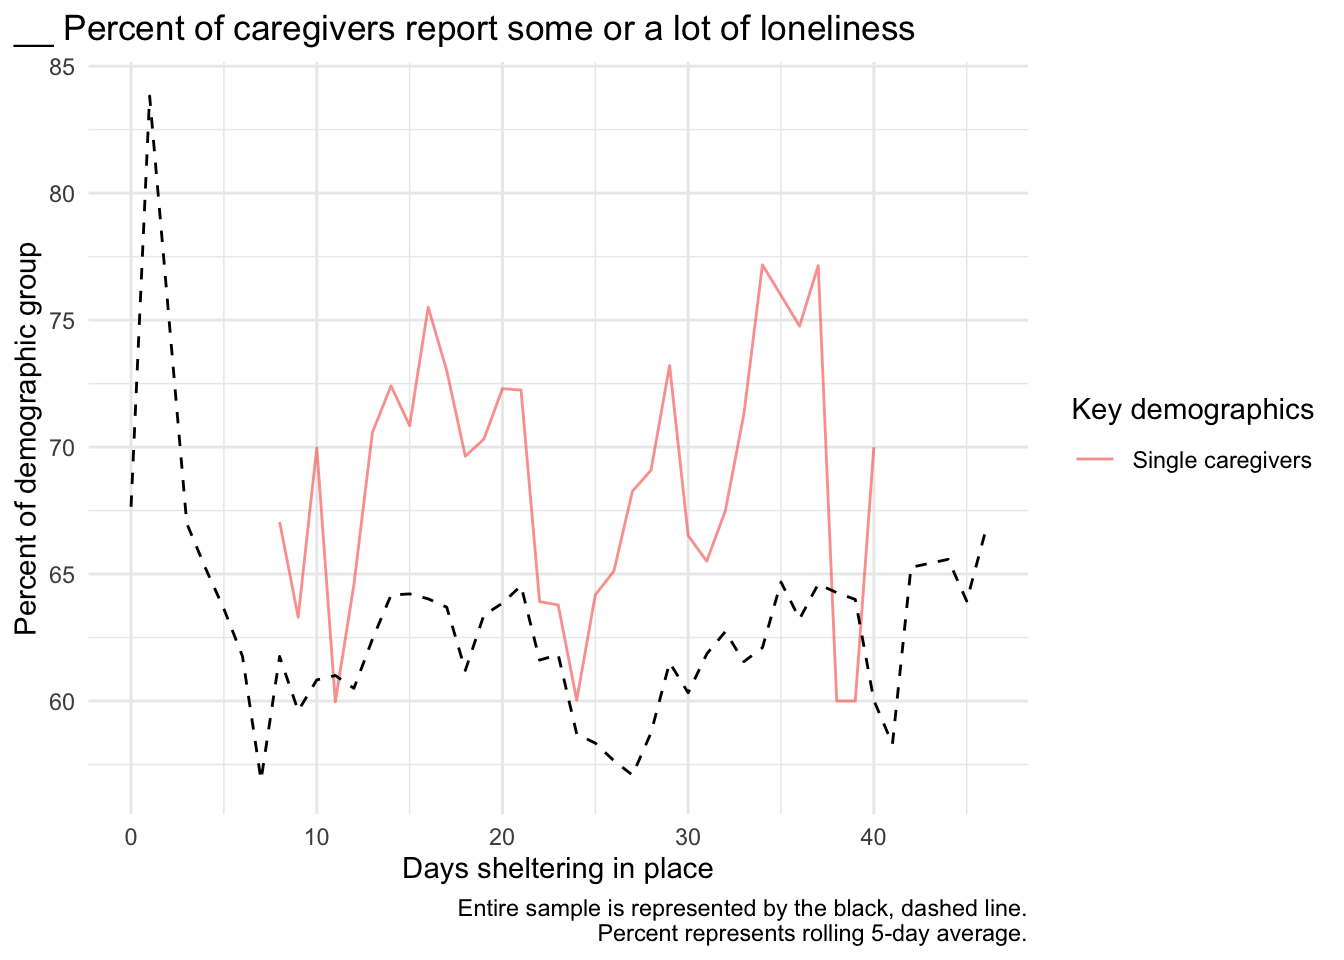 __ Percent of caregivers report some or a lot of loneliness
85
80
75
70
65
60
Percent of demographic group
0 10 20 30 40
Days sheltering in place
Key demographics
Single caregivers
Entire sample is represented by the black, dashed line.
Percent represents rolling 5-day average.